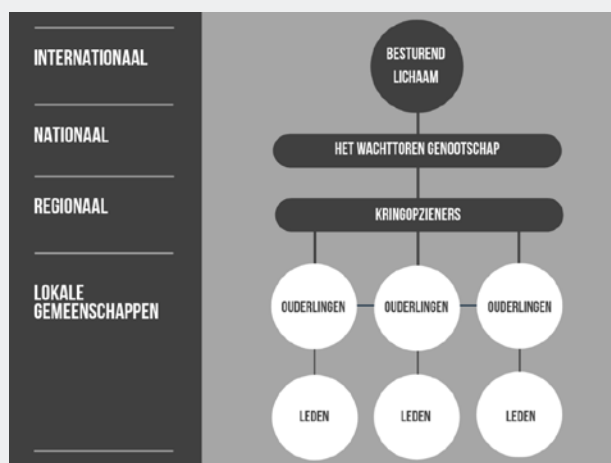 INTERNATIONAAL
BESTUREND
LICHAAM
NATIONAAL
HET WACHTTOREN GENOOTSCHAP
REGIONAAL
KRINGOPZIENERS
LOKALE
GEMEENSCHAPPEN
OUDERLINGEN OUDERLINGEN OUDERLINGEN
LEDEN LEDEN LEDEN